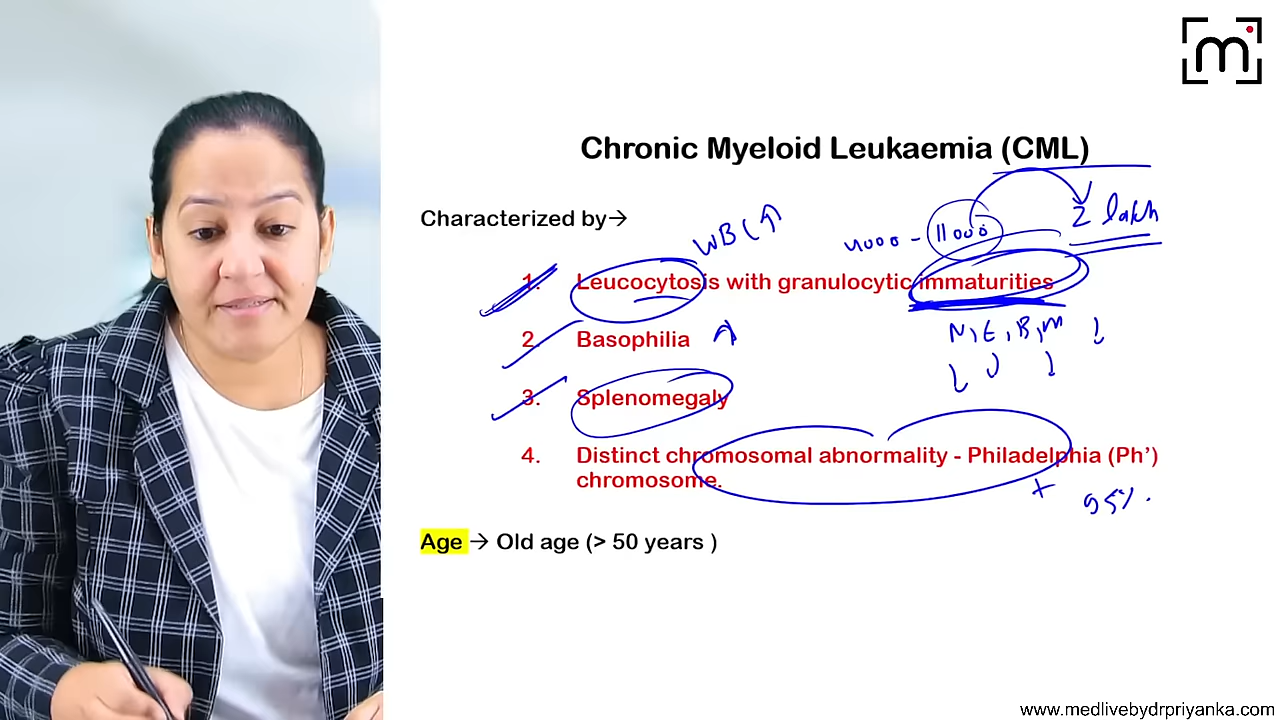 m
Chronic Myeloid Leukaemia (CML)
Characterized by→
WBC ↑
4000 - 11000
2 lakh
1. Leucocytosis with granulocytic immaturities
N, E, B, M
2. Basophilia ↑
3. Splenomegaly
4. Distinct chromosomal abnormality - Philadelphia (Ph’)
chromosome.
+ 95%.
Age → Old age (> 50 years )
www.medlivebydrpriyanka.com